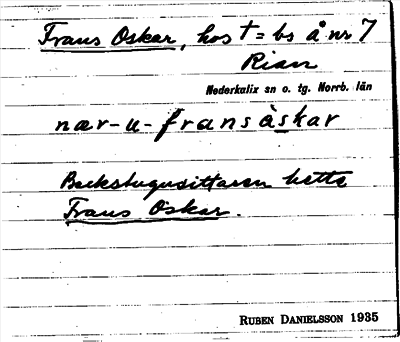 Frans Oskar, hos t = bs å nr 7
Rian
Nederkalix sn o. tg. Norrb. län
nær-u- fransàskar
Backstugusittaren hette
Frans Oskar.
RUBEN DANIELSSON 1935